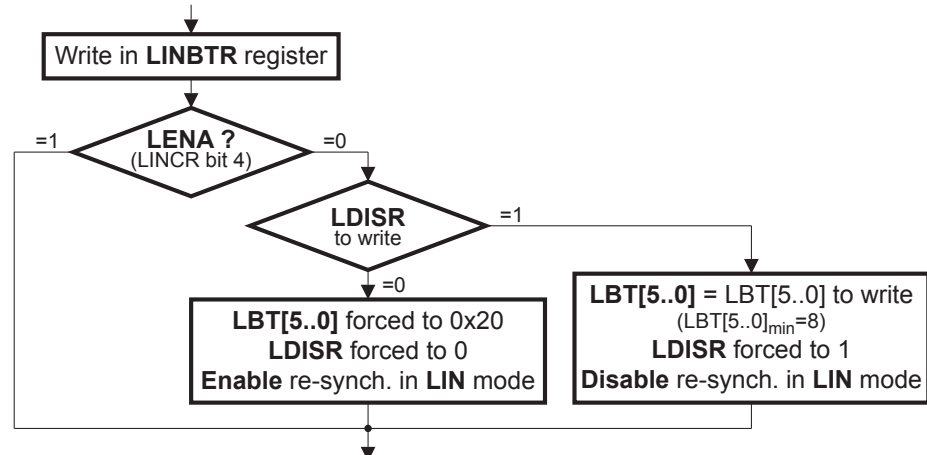 Write in LINBTR register
=1
LENA ?
=0
(LINCR bit 4)
LDISR
to write
=1
=0
LBT[5..0] forced to 0x20
LDISR forced to 0
Enable re-synch. in LIN mode
LBT[5..0] = LBT[5..0] to write
(LBT[5..0]min=8)
LDISR forced to 1
Disable re-synch. in LIN mode